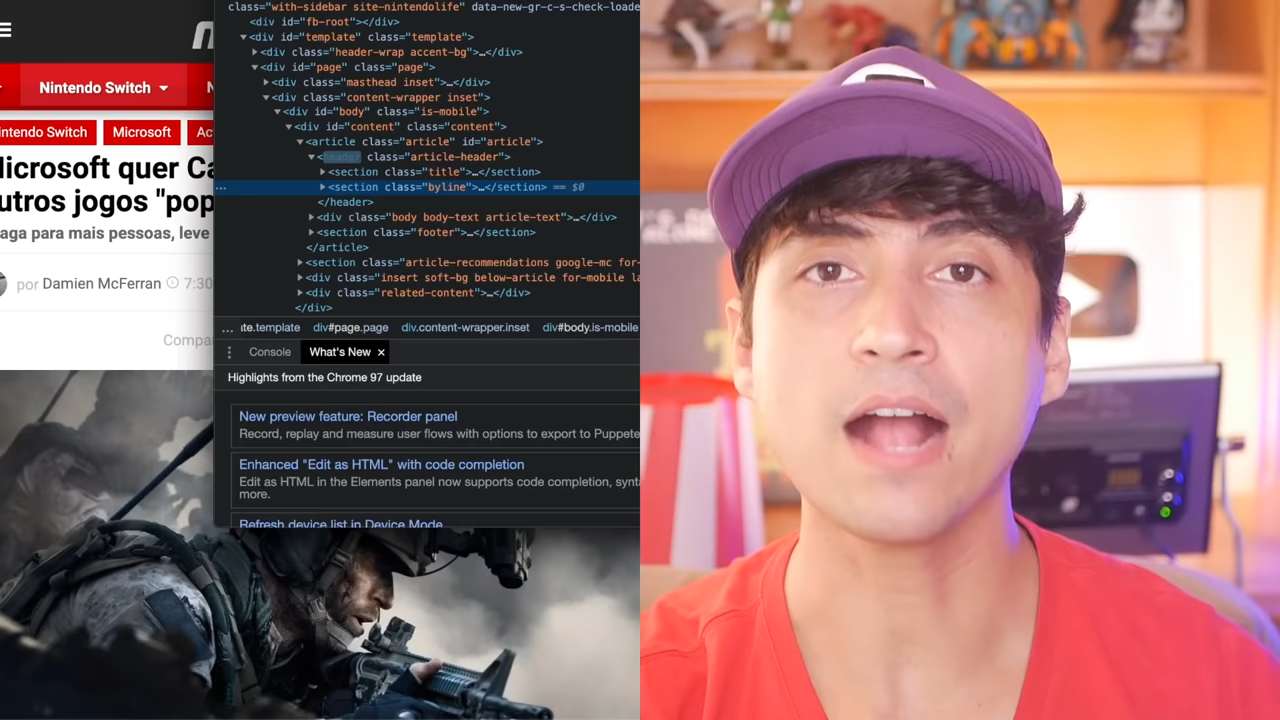 Nintendo Switch
ntendo Switch
Microsoft
Ac
licrosoft quer Ca
utros jogos "pop
aga para mais pessoas, leve
por Damien McFerran
7:30
Compar
class="with-sidebar site-nintendolife" data-new-gr-c-s-check-loade
<div id="fb-root"></div>
<div id="template" class="template">
<div class="header-wrap accent-bg">…</div>
<div id="page" class="page">
<div class="masthead inset">…</div>
<div class="content-wrapper inset">
<div id="body" class="is-mobile">
<div id="content" class="content">
<article class="article" id="article">
<header class="article-header">
<section class="title">…</section>
… <section class="byline">…</section> == $0
</header>
<div class="body body-text article-text">…</div>
<section class="footer">…</section>
</article>
<section class="article-recommendations google-mc for-
<div class="insert soft-bg below-article for-mobile la
<div class="related-content">…</div>
</div>
… ate.template div#page.page div.content-wrapper.inset div#body.is-mobile
Console What's New ×
Highlights from the Chrome 97 update
New preview feature: Recorder panel
Record, replay and measure user flows with options to export to Puppete
Enhanced "Edit as HTML" with code completion
Edit as HTML in the Elements panel now supports code completion, synta
more.
Refresh device list in Device Mode